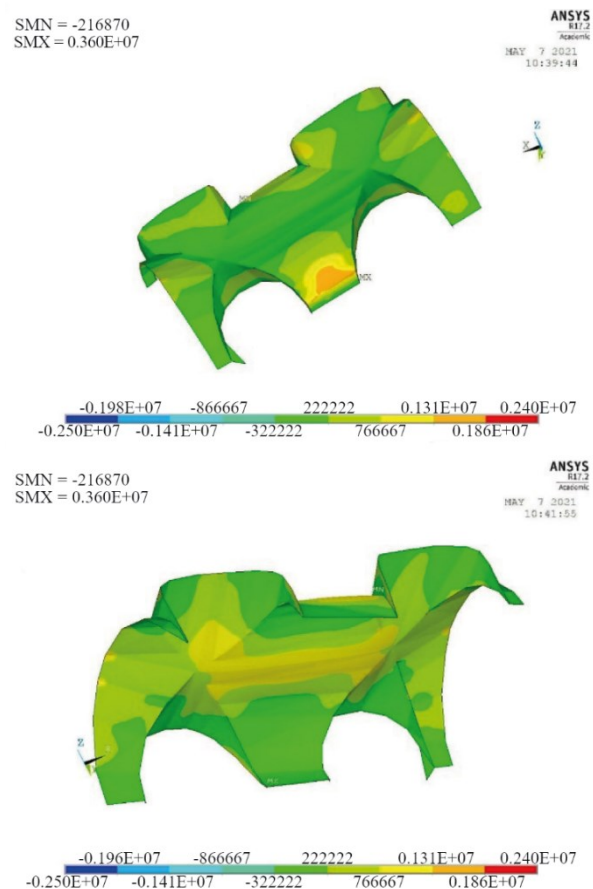 SMN = -216870
SMX = 0.360E+07
ANSYS
R17.2
Academic
MAY 7 2021
10:39:44
Z
X
MX
-0.198E+07 -866667 222222 0.131E+07 0.240E+07
-0.250E+07 -0.141E+07 -322222 766667 0.186E+07
SMN = -216870
SMX = 0.360E+07
ANSYS
R17.2
Academic
MAY 7 2021
10:41:55
Z
-0.196E+07 -866667 222222 0.131E+07 0.240E+07
-0.250E+07 -0.141E+07 -322222 766667 0.186E+07